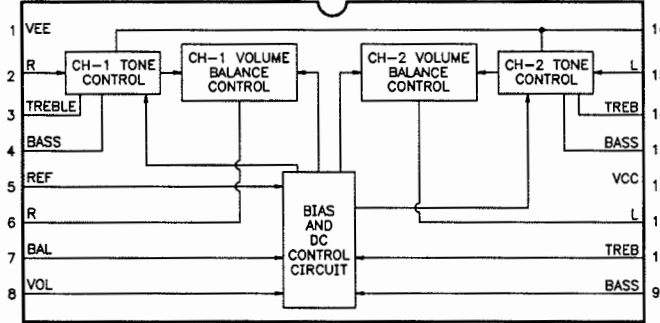 1 VEE
CH-1 TONE
CONTROL
CH-1 VOLUME
BALANCE
CONTROL
CH-2 VOLUME
BALANCE
CONTROL
CH-2 TONE
CONTROL
2 R
L
3 TREBLE
TREB
4 BASS
BASS
5 REF
VCC
6 R
L
BIAS
AND
DC
CONTROL
CIRCUIT
7 BAL
TREB
8 VOL
BASS 9